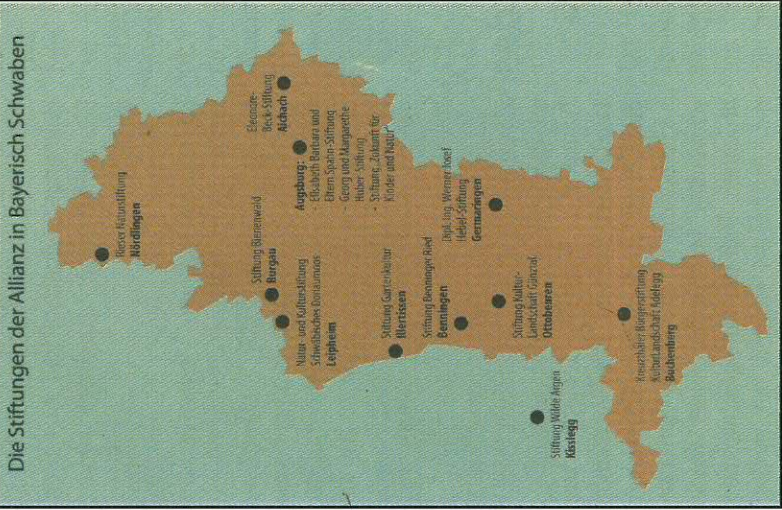 Die Stiftungen der Allianz in Bayerisch Schwaben
Rieser Naturstiftung
Nördlingen
Eleonore-
Beck-Stiftung
Aichach
Augsburg:
- Elisabeth Barbara und
Eltern Spahn-Stiftung
- Georg und Margarethe
Huber-Stiftung
- Stiftung „Zukunft für
Kinder und Natur“
Stiftung Bienenwald
Burgau
Natur- und Kulturstiftung
Schwäbisches Donaumoos
Leipheim
Stiftung Gartenkultur
Illertissen
Stiftung Benninger Ried
Benningen
Dipl. Ing. Werner Josef
Hebel-Stiftung
Germaringen
Stiftung Kultur-
Landschaft Günztal
Ottobeuren
Stiftung Wilde Argen
Kisslegg
Kreuzthaler Bürgerstiftung
KulturLandschaft Adelegg
Buchenberg